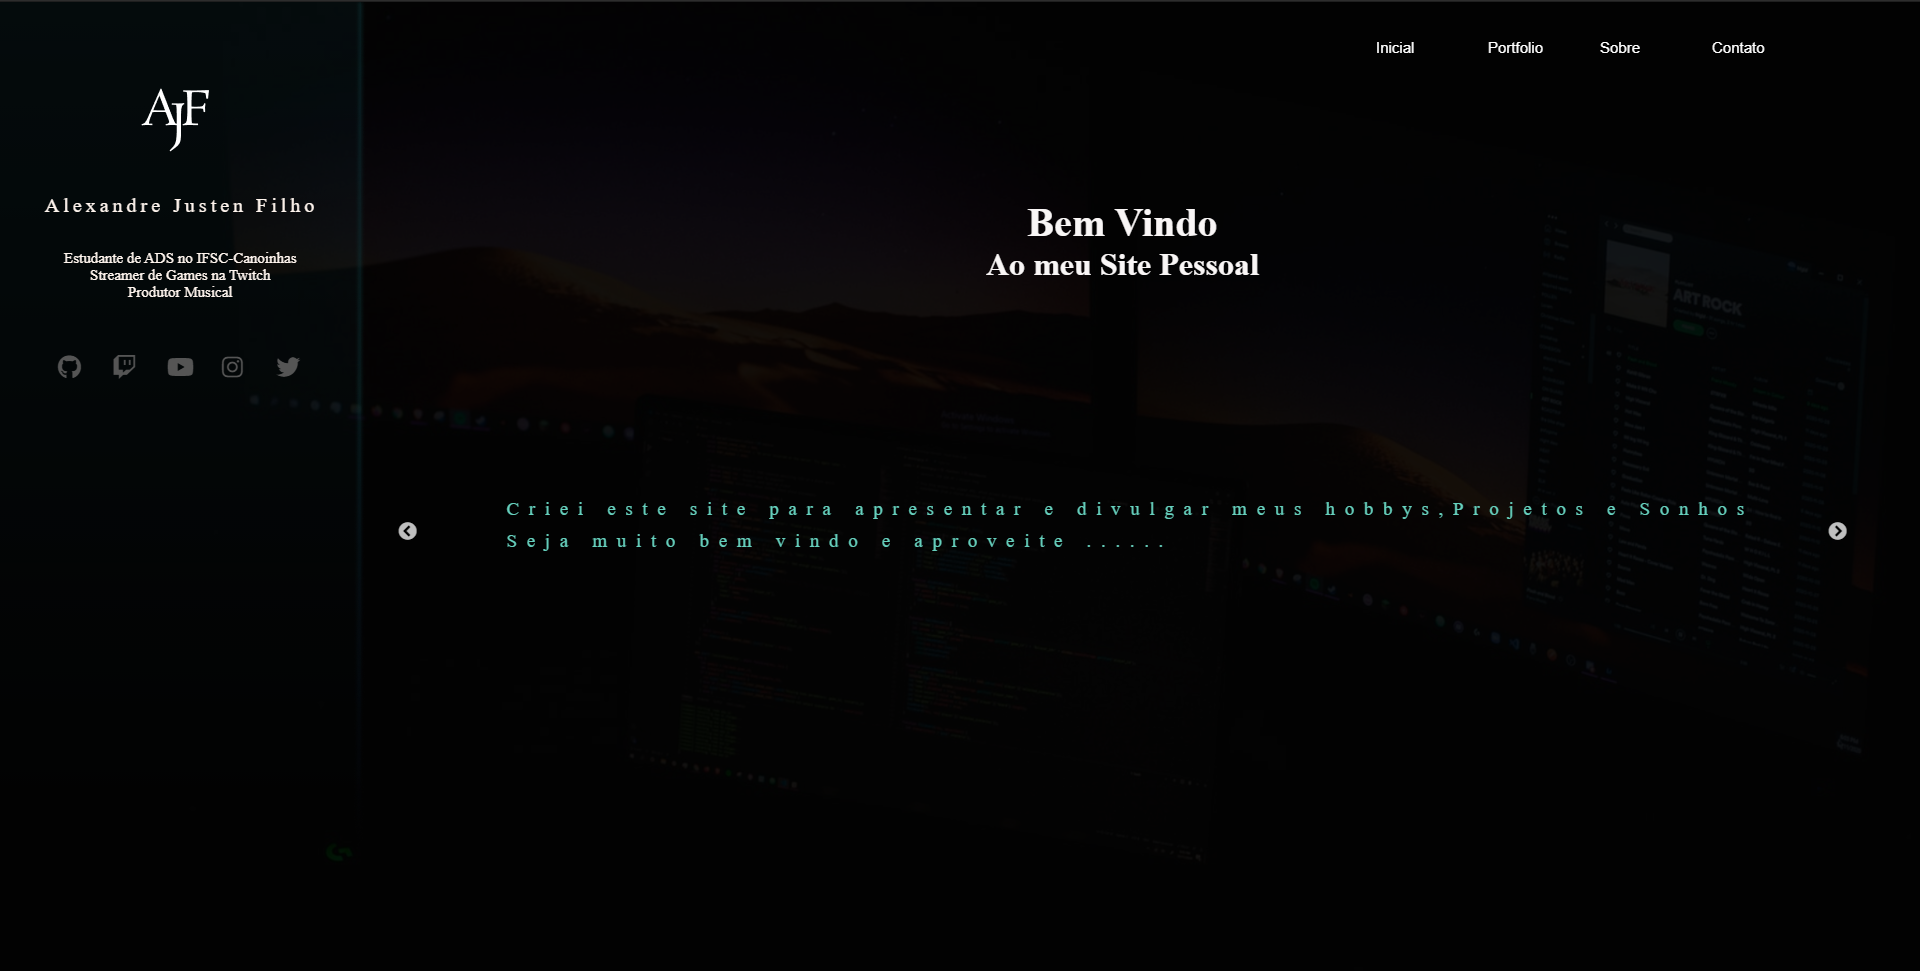 Inicial Portfolio Sobre Contato
AJF
Alexandre Justen Filho
Estudante de ADS no IFSC-Canoinhas
Streamer de Games na Twitch
Produtor Musical
Bem Vindo
Ao meu Site Pessoal
ART ROCK
Criei este site para apresentar e divulgar meus hobbys,Projetos e Sonhos
Seja muito bem vindo e aproveite ......